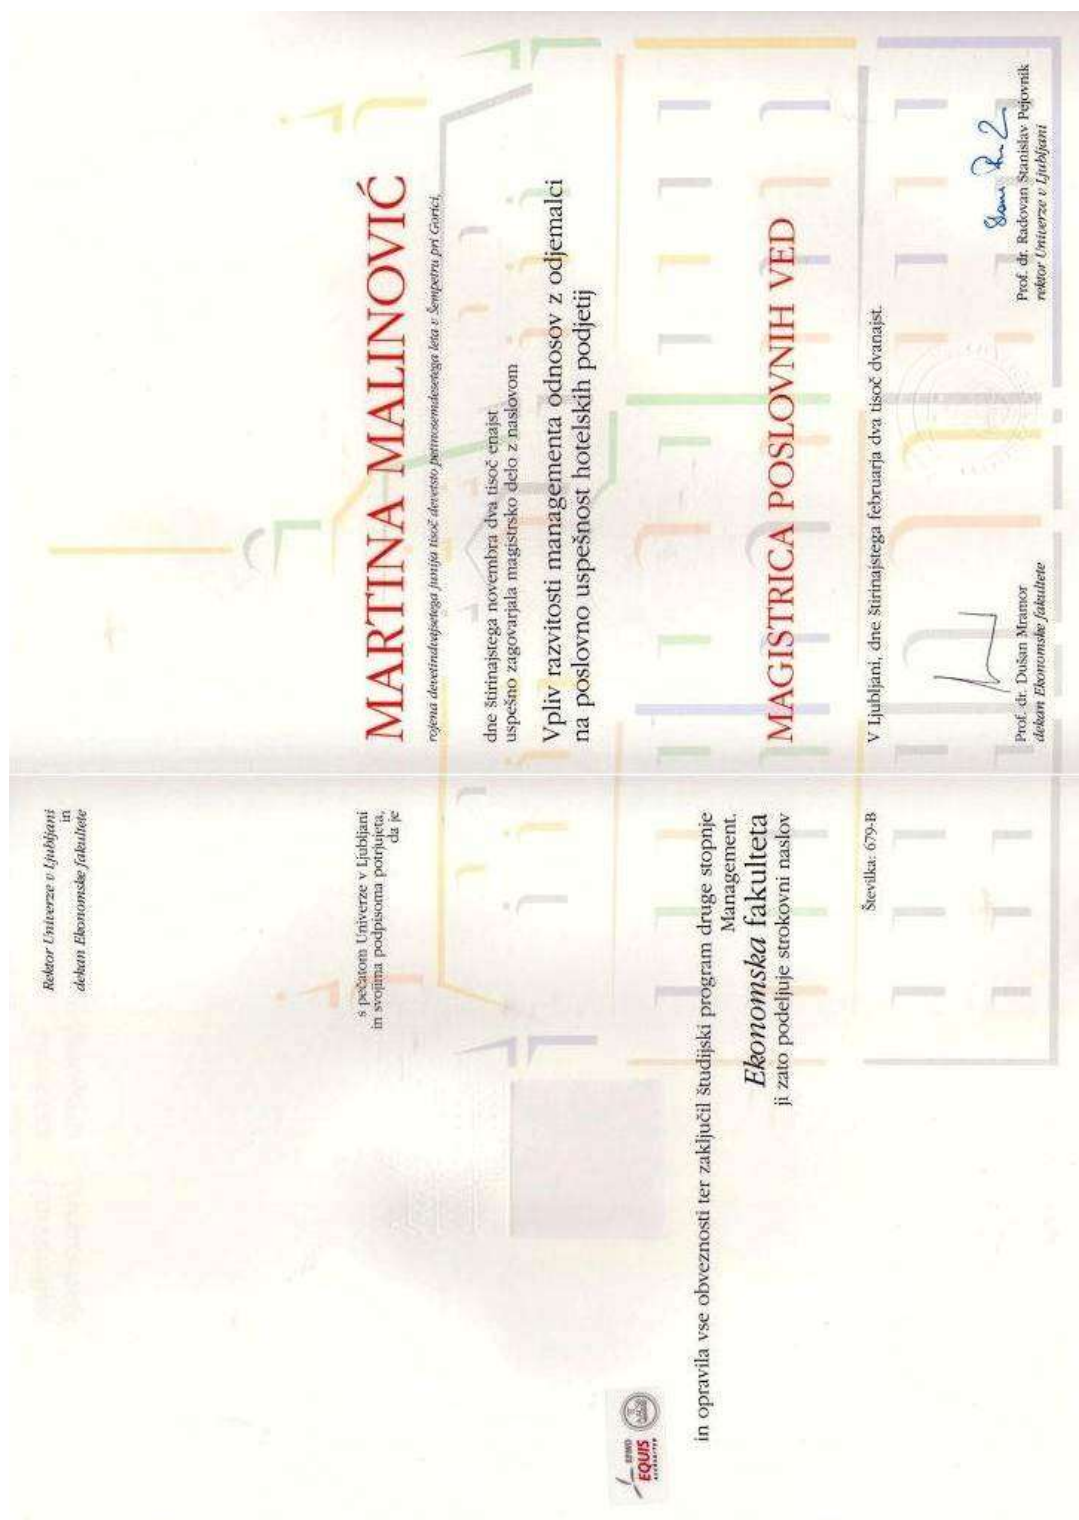 Rektor Univerze v Ljubljani
in
dekan Ekonomske fakultete
s pečatom Univerze v Ljubljani
in svojima podpisoma potrjujeta,
da je
MARTINA MALINOVIĆ
rojena devetindvajsetega junija tisoč devetsto petinosemdesetega leta v Šempetru pri Gorici,
dne štirinajstega novembra dva tisoč enajst
uspešno zagovarjala magistrsko delo z naslovom
Vpliv razvitosti managementa odnosov z odjemalci
na poslovno uspešnost hotelskih podjetij
in opravila vse obveznosti ter zaključil študijski program druge stopnje
Management.
Ekonomska fakulteta
ji zato podeljuje strokovni naslov
MAGISTRICA POSLOVNIH VED
Številka: 679-B
V Ljubljani, dne štirinajstega februarja dva tisoč dvanajst.
Prof. dr. Dušan Mramor
dekan Ekonomske fakultete
Prof. dr. Radovan Stanislav Pejovnik
rektor Univerze v Ljubljani
EFMD
EQUIS
ACCREDITED